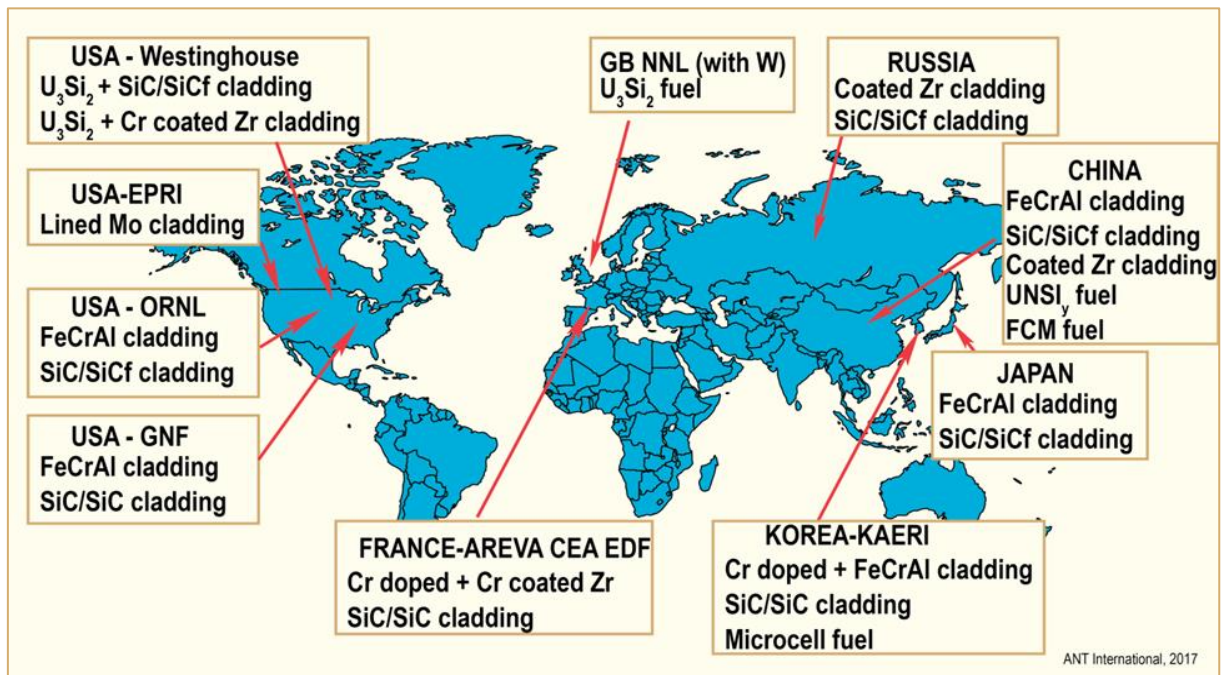 USA - Westinghouse
U₃Si₂ + SiC/SiCf cladding
U₃Si₂ + Cr coated Zr cladding
USA-EPRI
Lined Mo cladding
USA - ORNL
FeCrAl cladding
SiC/SiCf cladding
USA - GNF
FeCrAl cladding
SiC/SiC cladding
GB NNL (with W)
U₃Si₂ fuel
RUSSIA
Coated Zr cladding
SiC/SiCf cladding
CHINA
FeCrAl cladding
SiC/SiCf cladding
Coated Zr cladding
UNSIᵧ fuel
FCM fuel
JAPAN
FeCrAl cladding
SiC/SiCf cladding
FRANCE-AREVA CEA EDF
Cr doped + Cr coated Zr
SiC/SiC cladding
KOREA-KAERI
Cr doped + FeCrAl cladding
SiC/SiC cladding
Microcell fuel
ANT International, 2017